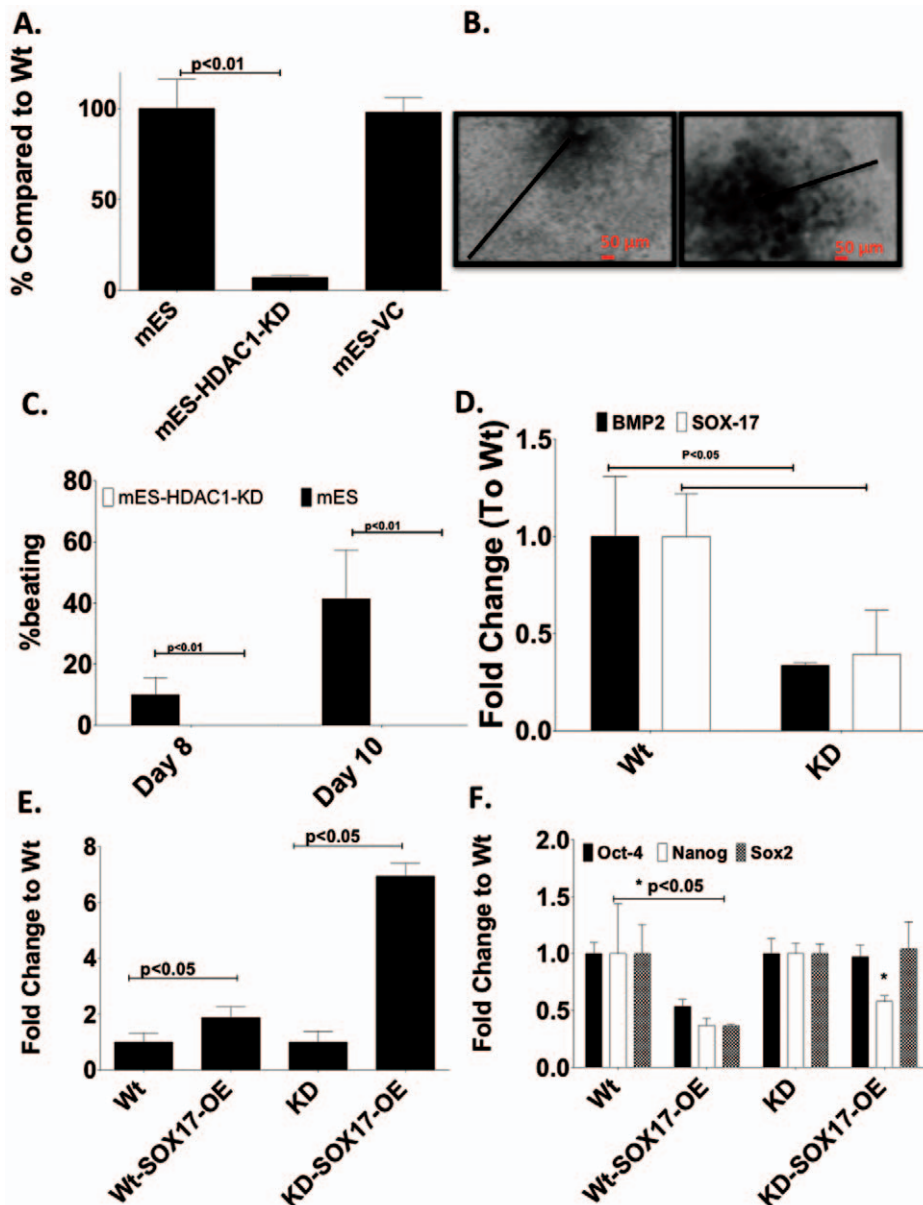 A.
% Compared to Wt
p<0.01
100
50
0
mES
mES-HDAC1-KD
mES-VC
B.
50 μm
50 μm
C.
%beating
80
60
40
20
0
mES-HDAC1-KD mES
p<0.01
p<0.01
Day 8
Day 10
D.
Fold Change (To Wt)
BMP2 SOX-17
1.5
1.0
0.5
0.0
P<0.05
Wt
KD
E.
Fold Change to Wt
8
6
4
2
0
p<0.05
p<0.05
Wt
Wt-SOX17-OE
KD
KD-SOX17-OE
F.
Fold Change to Wt
2.0
1.5
1.0
0.5
0.0
Oct-4 Nanog Sox2
* p<0.05
*
Wt
Wt-SOX17-OE
KD
KD-SOX17-OE